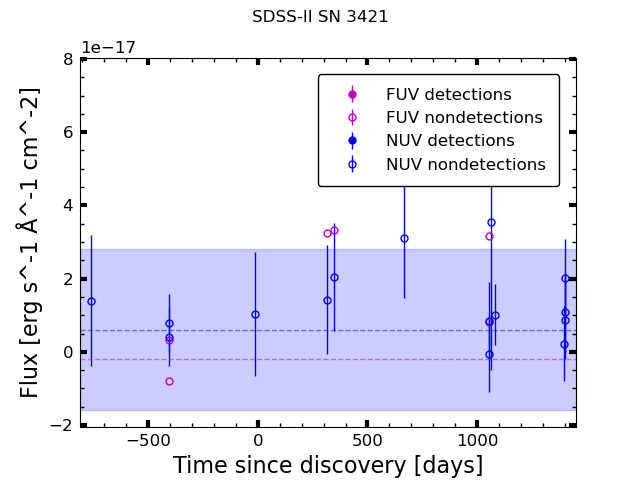 SDSS-II SN 3421
1e−17
8
6
4
2
0
−2
−500
0
500
1000
FUV detections
FUV nondetections
NUV detections
NUV nondetections
Flux [erg s^-1 Å^-1 cm^-2]
Time since discovery [days]